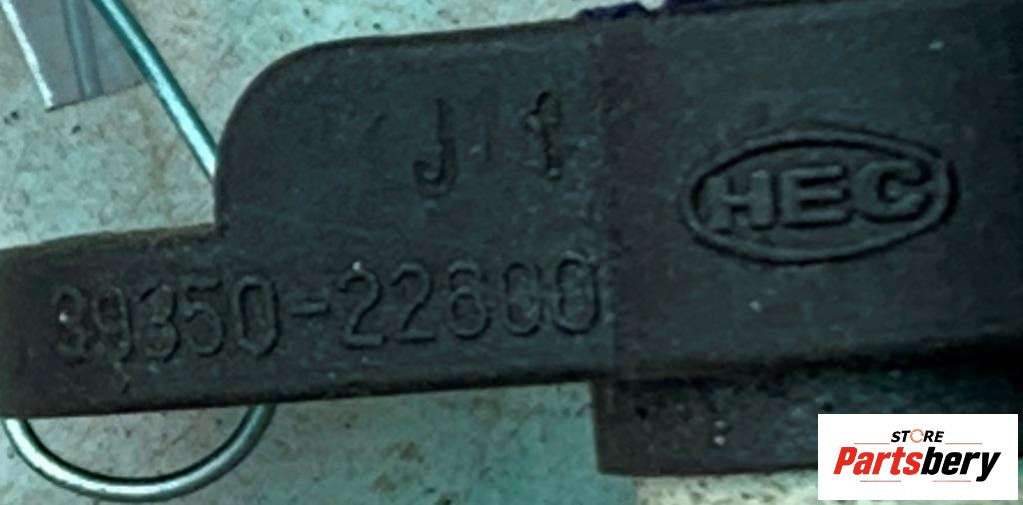 J 1
HEC
39350-22600
STORE
Partsbery